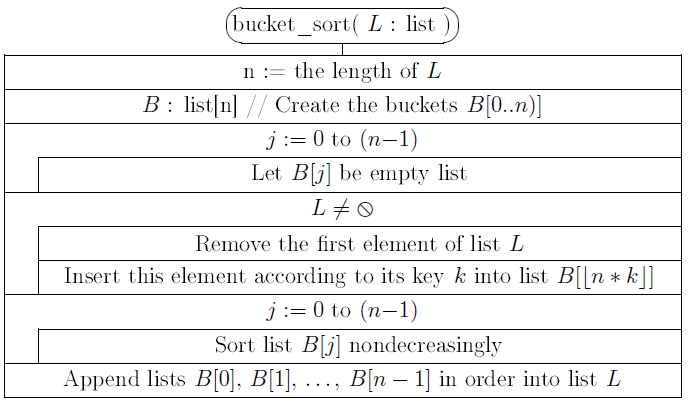 bucket_sort( L : list )
n := the length of L
B : list[n] // Create the buckets B[0..n)]
j := 0 to (n−1)
Let B[j] be empty list
L ≠ ⦸
Remove the first element of list L
Insert this element according to its key k into list B[⌊n ∗ k⌋]
j := 0 to (n−1)
Sort list B[j] nondecreasingly
Append lists B[0], B[1], …, B[n − 1] in order into list L